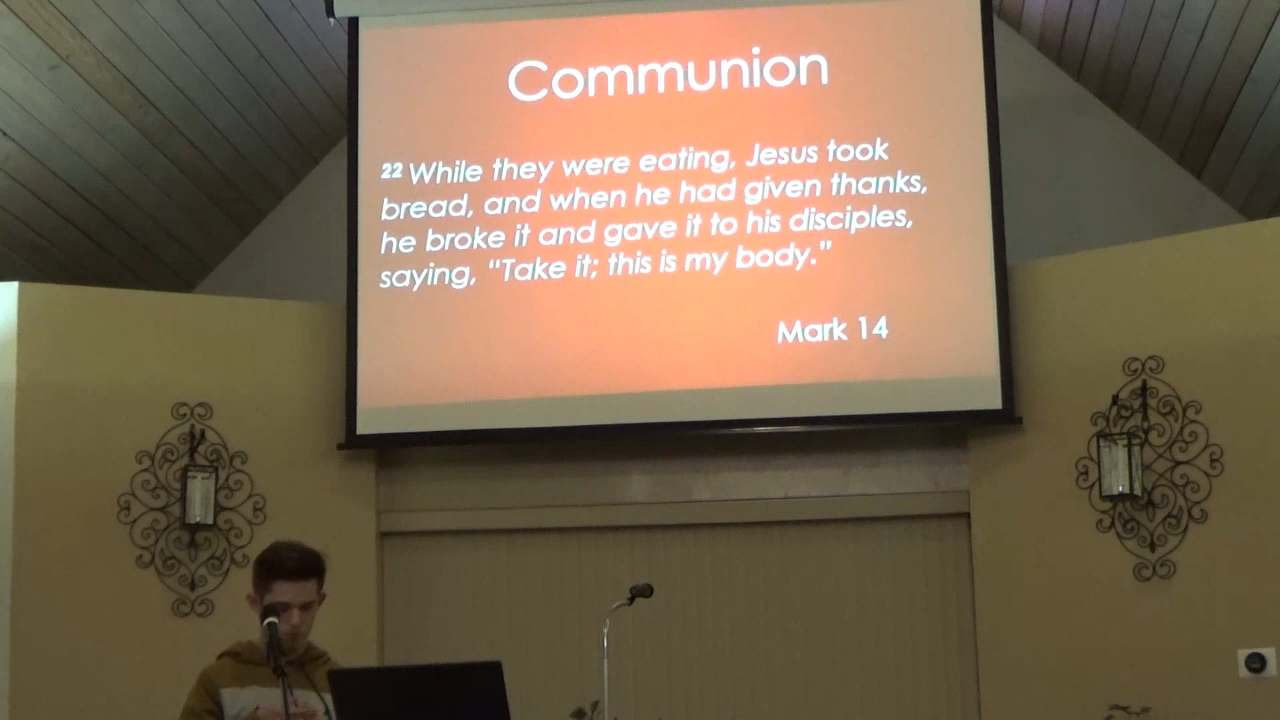 Communion
22 While they were eating, Jesus took
bread, and when he had given thanks,
he broke it and gave it to his disciples,
saying, “Take it; this is my body.”
Mark 14